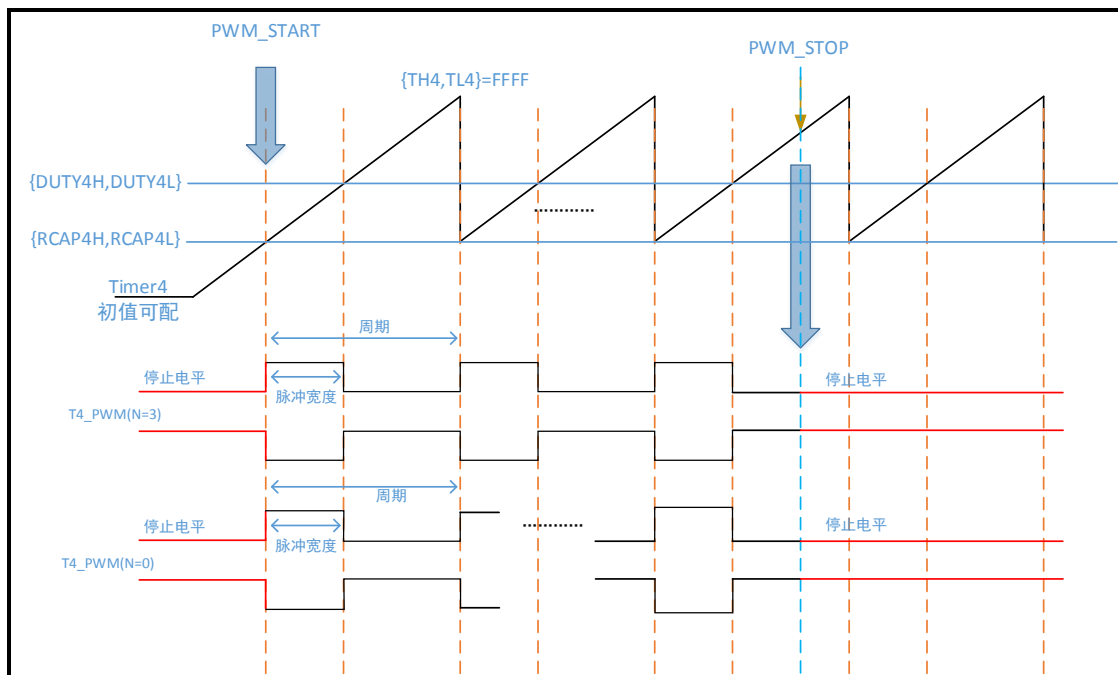 PWM_START
PWM_STOP
{TH4,TL4}=FFFF
{DUTY4H,DUTY4L}
{RCAP4H,RCAP4L}
Timer4
初值可配
周期
停止电平
脉冲宽度
停止电平
T4_PWM(N=3)
周期
停止电平
脉冲宽度
停止电平
T4_PWM(N=0)